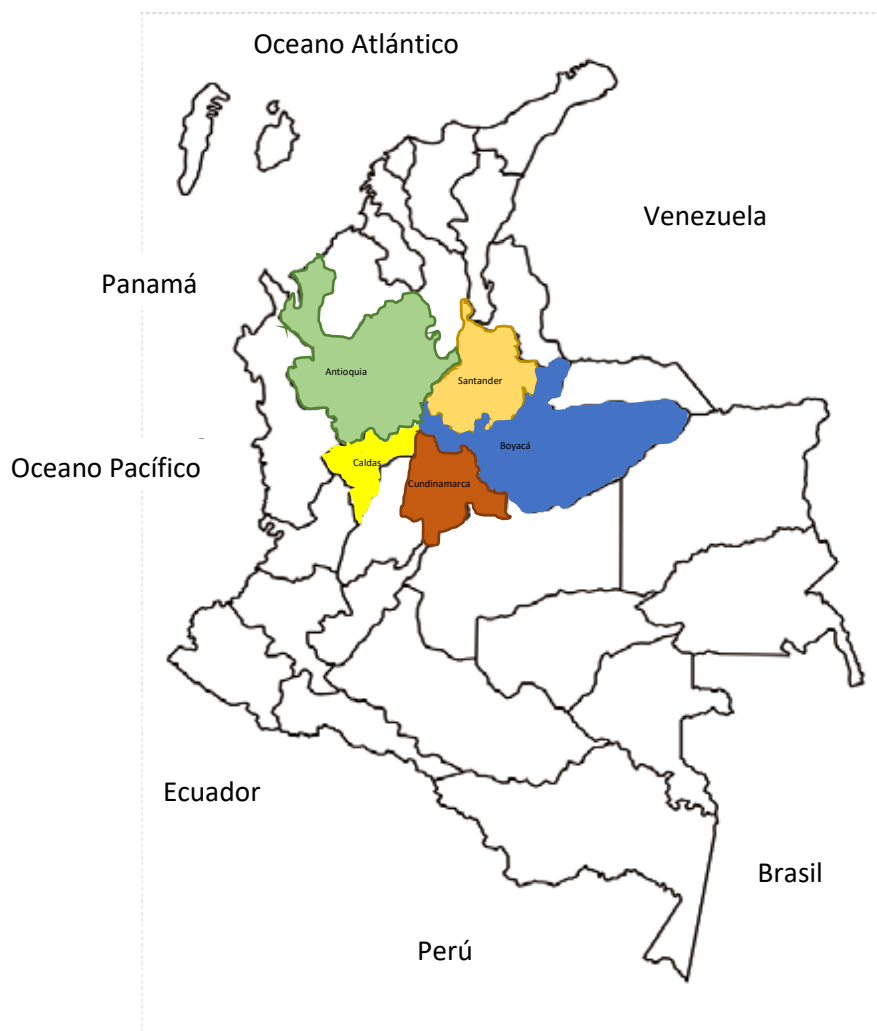 Oceano Atlántico
Venezuela
Panamá
Antioquia
Santander
Boyacá
Oceano Pacífico
Caldas
Cundinamarca
Ecuador
Brasil
Perú